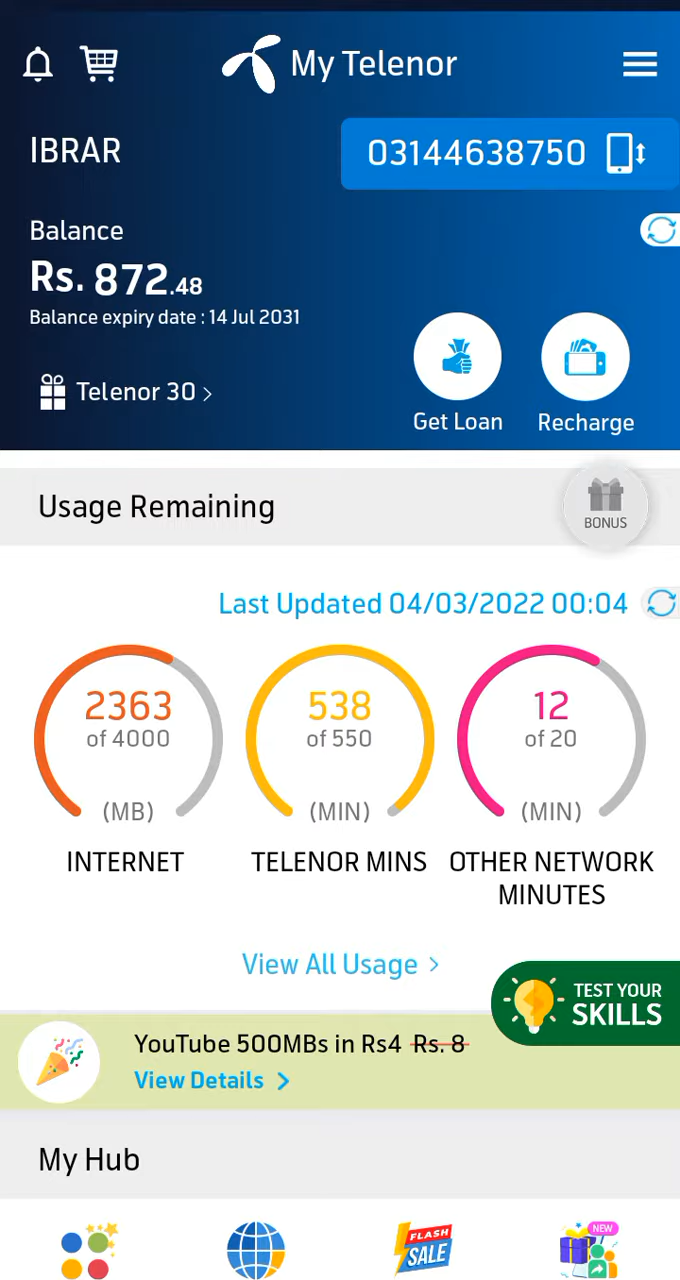 My Telenor
IBRAR
03144638750
Balance
Rs. 872.48
Balance expiry date : 14 Jul 2031
Telenor 30 >
Get Loan
Recharge
Usage Remaining
BONUS
Last Updated 04/03/2022 00:04
2363
of 4000
(MB)
INTERNET
538
of 550
(MIN)
TELENOR MINS
12
of 20
(MIN)
OTHER NETWORK
MINUTES
View All Usage >
TEST YOUR
SKILLS
YouTube 500MBs in Rs4 Rs. 8
View Details >
My Hub
FLASH
SALE
NEW